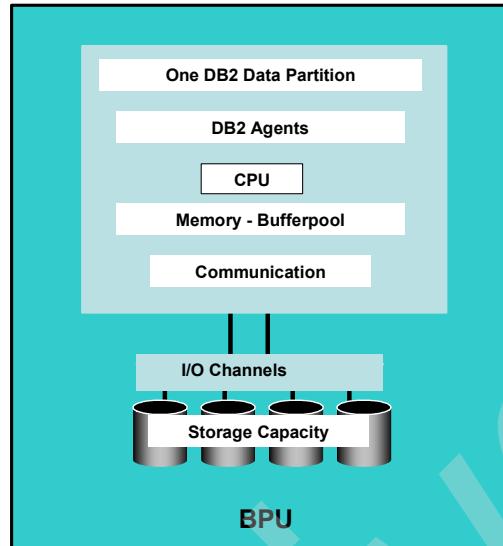 One DB2 Data Partition
DB2 Agents
CPU
Memory - Bufferpool
Communication
I/O Channels
Storage Capacity
BPU